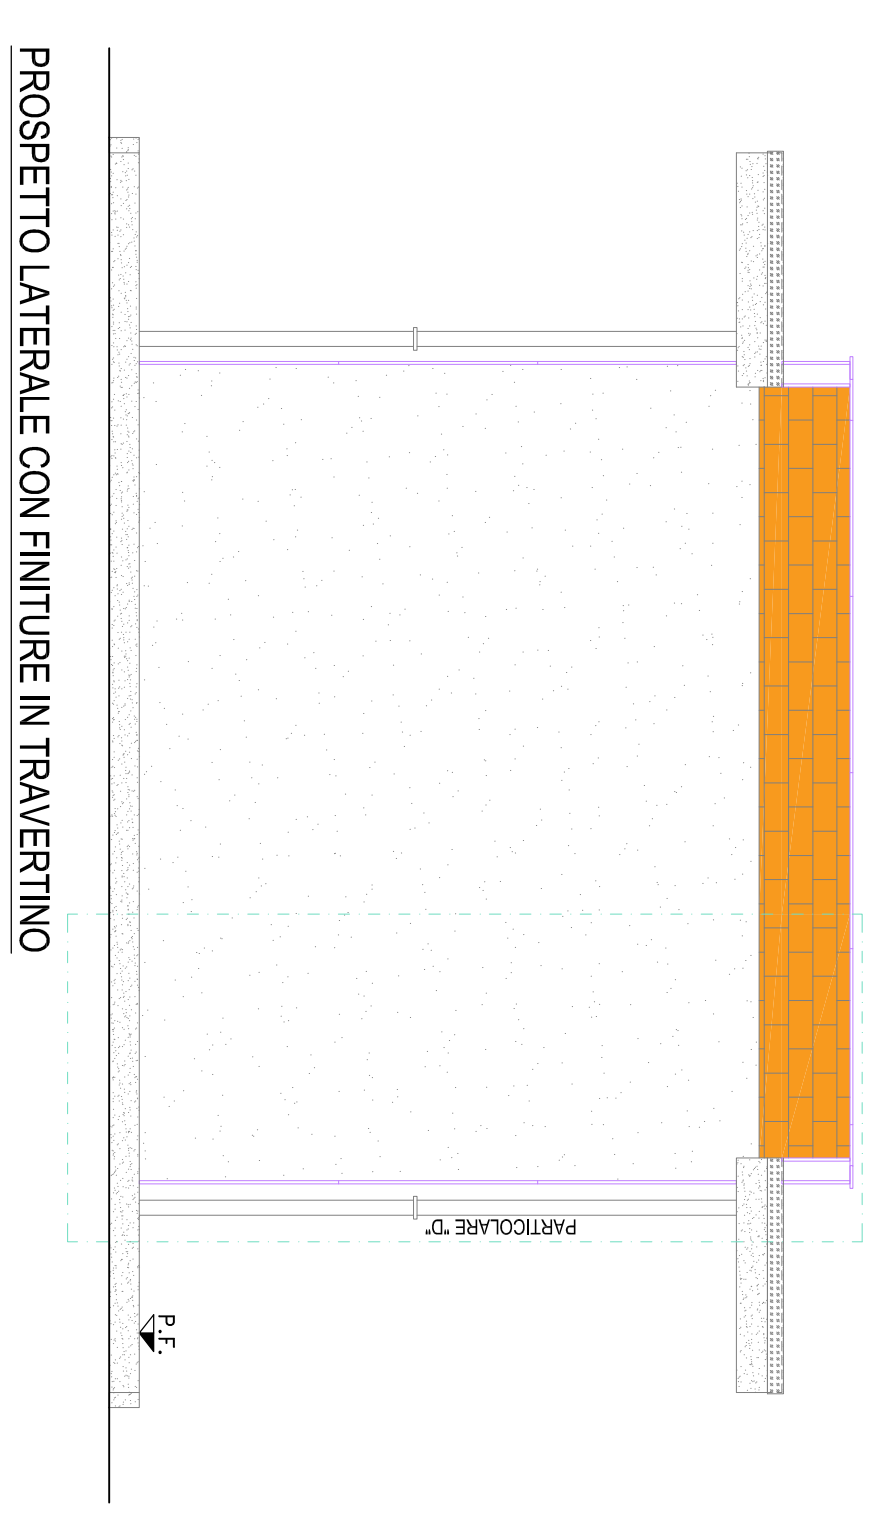 PROSPETTO LATERALE CON FINITURE IN TRAVERTINO
PARTICOLARE "D"
P.F.